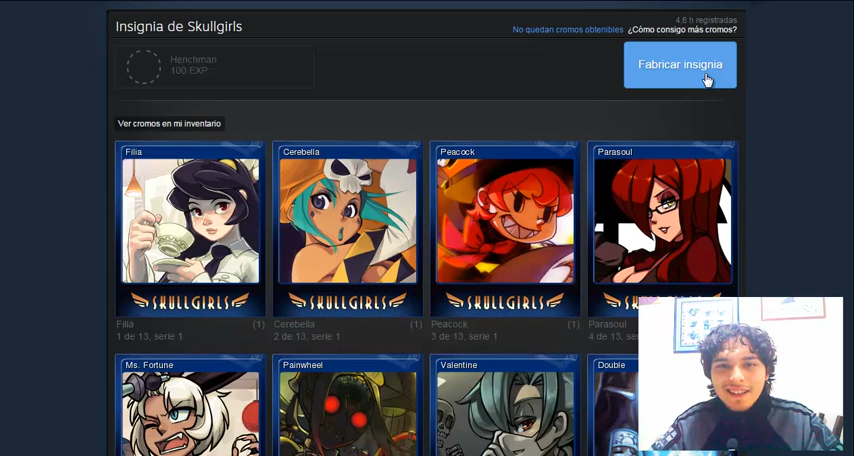 Insignia de Skullgirls
4.6 h registradas
No quedan cromos obtenibles ¿Cómo consigo más cromos?
Henchman
100 EXP
Fabricar insignia
Ver cromos en mi inventario
Filia
Cerebella
Peacock
Parasoul
SKULLGIRLS
SKULLGIRLS
SKULLGIRLS
SKULLGIRLS
Filia (1)
Cerebella (1)
Peacock (1)
Parasoul
1 de 13, serie 1
2 de 13, serie 1
3 de 13, serie 1
4 de 13, serie
Ms. Fortune
Painwheel
Valentine
Double